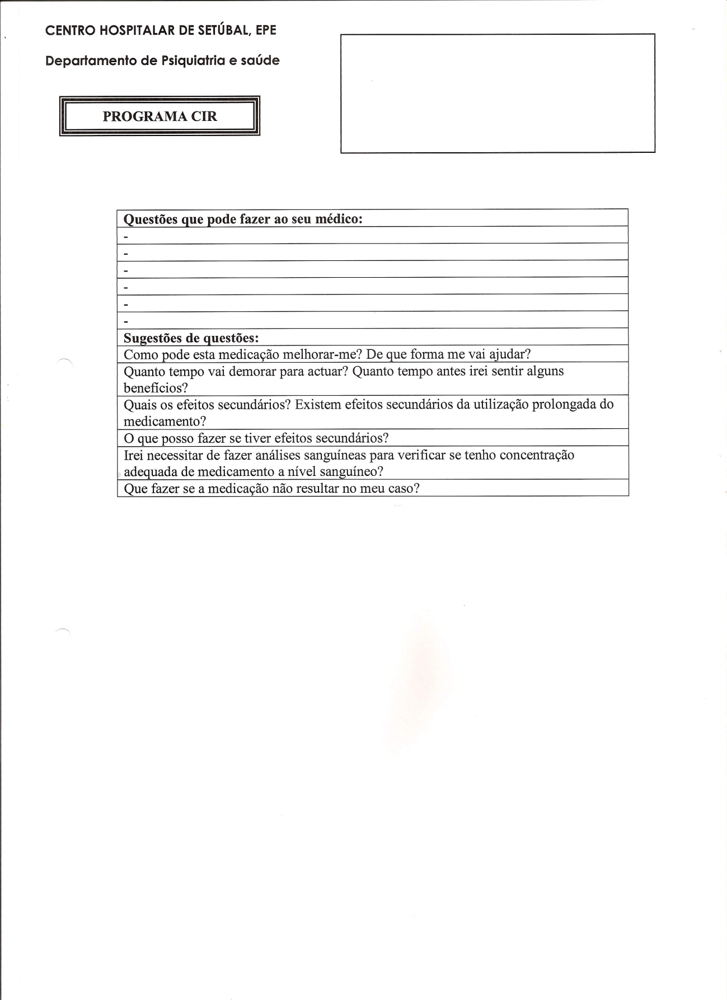 CENTRO HOSPITALAR DE SETÚBAL, EPE
Departamento de Psiquiatria e saúde
PROGRAMA CIR
Questões que pode fazer ao seu médico:
-
-
-
-
-
-
Sugestões de questões:
Como pode esta medicação melhorar-me? De que forma me vai ajudar?
Quanto tempo vai demorar para actuar? Quanto tempo antes irei sentir alguns
benefícios?
Quais os efeitos secundários? Existem efeitos secundários da utilização prolongada do
medicamento?
O que posso fazer se tiver efeitos secundários?
Irei necessitar de fazer análises sanguíneas para verificar se tenho concentração
adequada de medicamento a nível sanguíneo?
Que fazer se a medicação não resultar no meu caso?